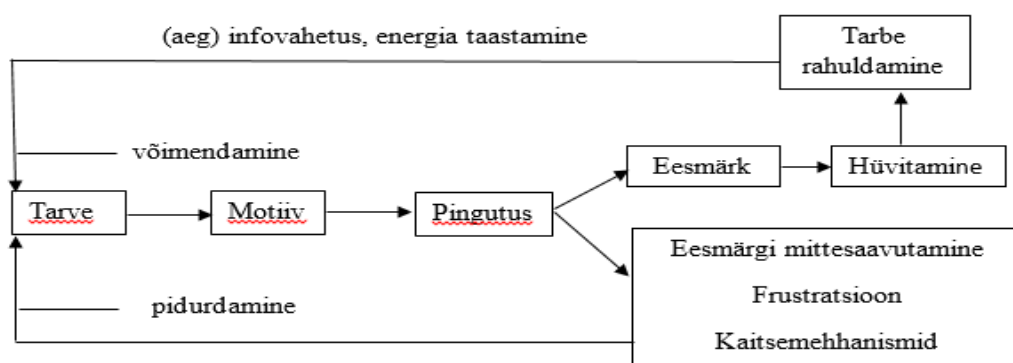 (aeg) infovahetus, energia taastamine
Tarbe
rahuldamine
võimendamine
Eesmärk
Hüvitamine
Tarve
Motiiv
Pingutus
Eesmärgi mittesaavutamine
Frustratsioon
Kaitsemehhanismid
pidurdamine